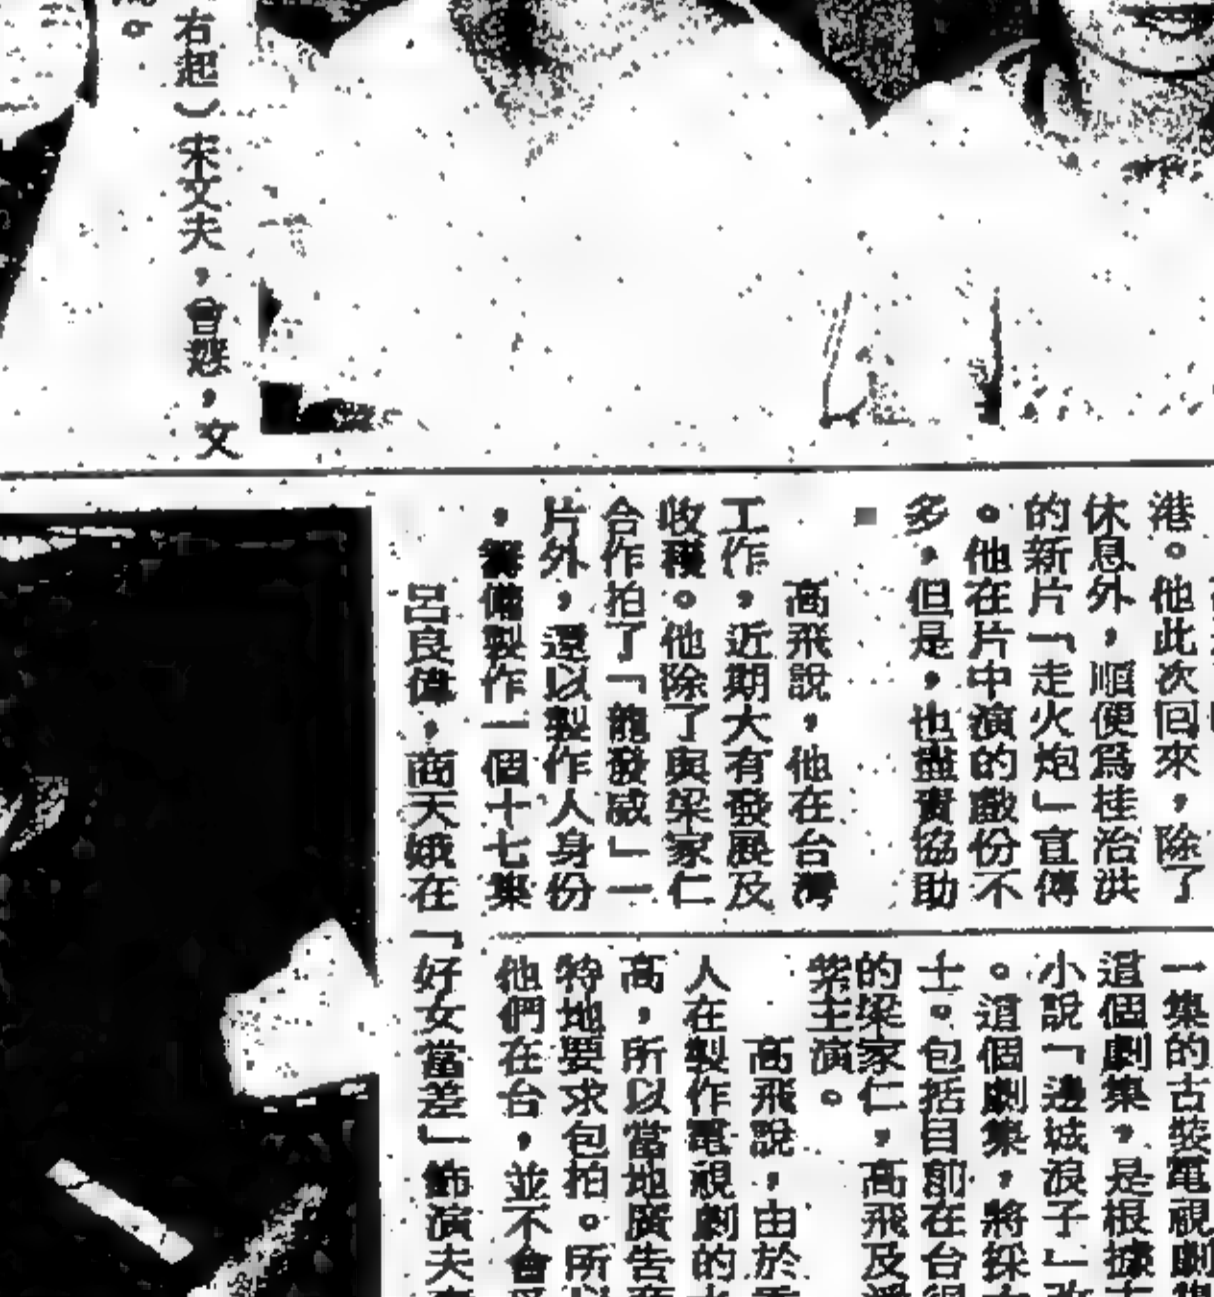 右起）宋文夫，曾慇，文
港。他此次回來，除了
休息外，順便為桂治洪
的新片「走火炮」宣傳
。他在片中演的戲份不
多，但是，也盡責協助
高飛說，他在台灣
工作，近期大有發展及
收穫。他除了與梁家仁
合作拍了「龍發威」一
片外，還以製作人身份
，籌備製作一個十七集
一集的古裝電視劇集
這個劇集，是根據
小說「邊城浪子」改
。這個劇集，將採
士。包括目前在台
的梁家仁，高飛及
紫主演。
高飛說，由於
人在製作電視劇的
高，所以當地廣告
特地要求包拍。所以
他們在台，並不會
呂良偉，商天娥在「好女當差」飾演夫